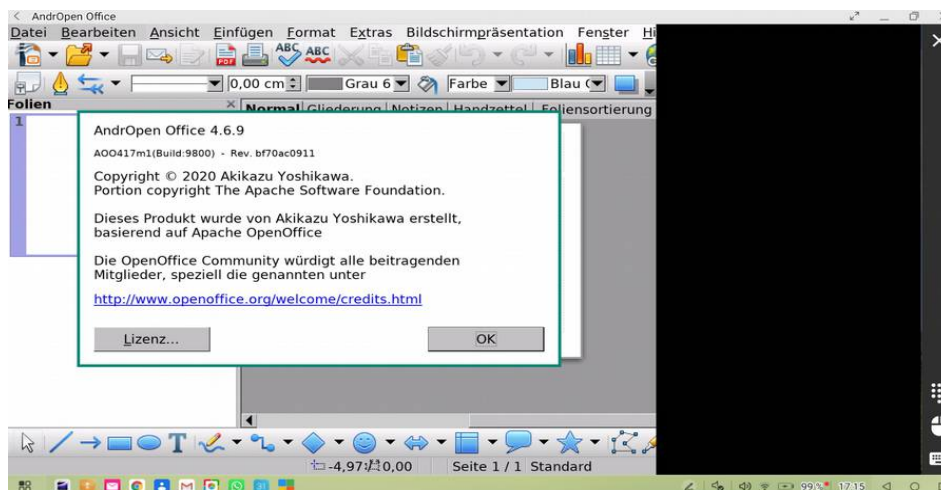 AndrOpen Office
Datei Bearbeiten Ansicht Einfügen Format Extras Bildschirmpräsentation Fenster Hi
ABC ABC
PDF
0,00 cm Grau 6 Farbe Blau (
Folien
Normal Gliederung Notizen Handzettel Foliensortierung
1
AndrOpen Office 4.6.9
AOO417m1(Build:9800) - Rev. bf70ac0911
Copyright © 2020 Akikazu Yoshikawa.
Portion copyright The Apache Software Foundation.
Dieses Produkt wurde von Akikazu Yoshikawa erstellt,
basierend auf Apache OpenOffice
Die OpenOffice Community würdigt alle beitragenden
Mitglieder, speziell die genannten unter
http://www.openoffice.org/welcome/credits.html
Lizenz... OK
T
-4,97 0,00 Seite 1 / 1 Standard
99% 17:15